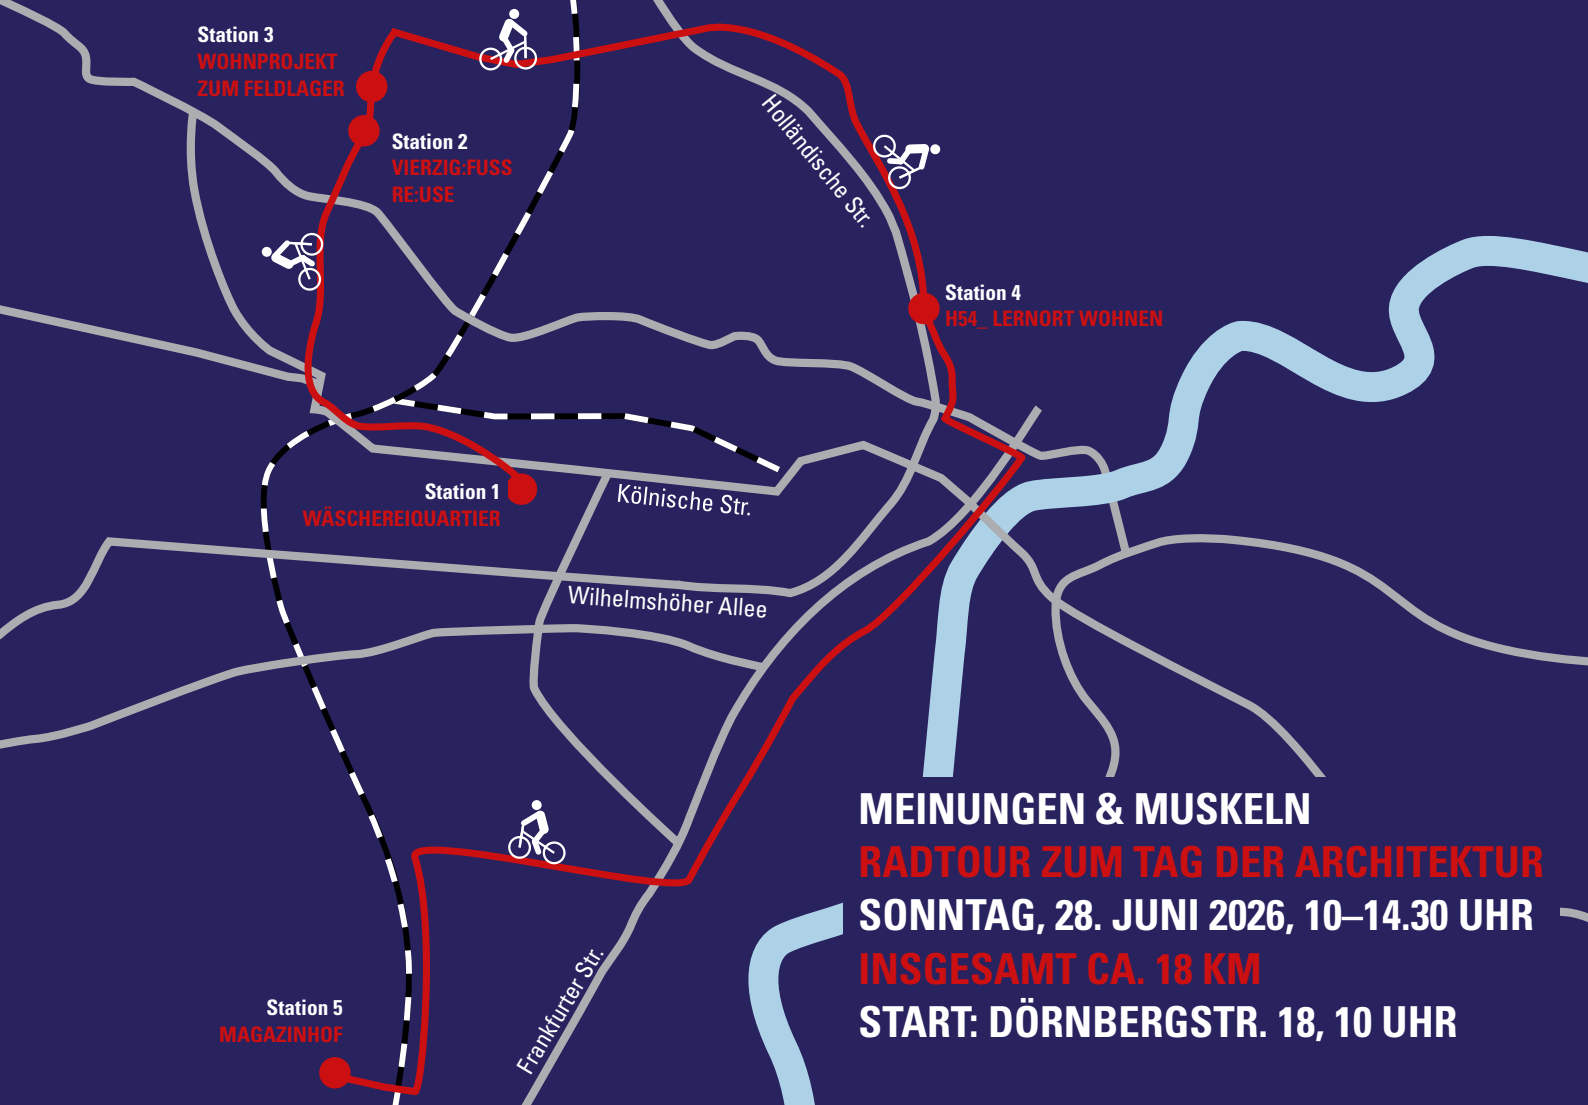 Station 3
WOHNPROJEKT
ZUM FELDLAGER
Station 2
VIERZIG:FUSS
RE:USE
Holländische Str.
Station 4
H54_ LERNORT WOHNEN
Station 1
WÄSCHEREIQUARTIER
Kölnische Str.
Wilhelmshöher Allee
Station 5
MAGAZINHOF
Frankfurter Str.
MEINUNGEN & MUSKELN
RADTOUR ZUM TAG DER ARCHITEKTUR
SONNTAG, 28. JUNI 2026, 10–14.30 UHR
INSGESAMT CA. 18 KM
START: DÖRNBERGSTR. 18, 10 UHR